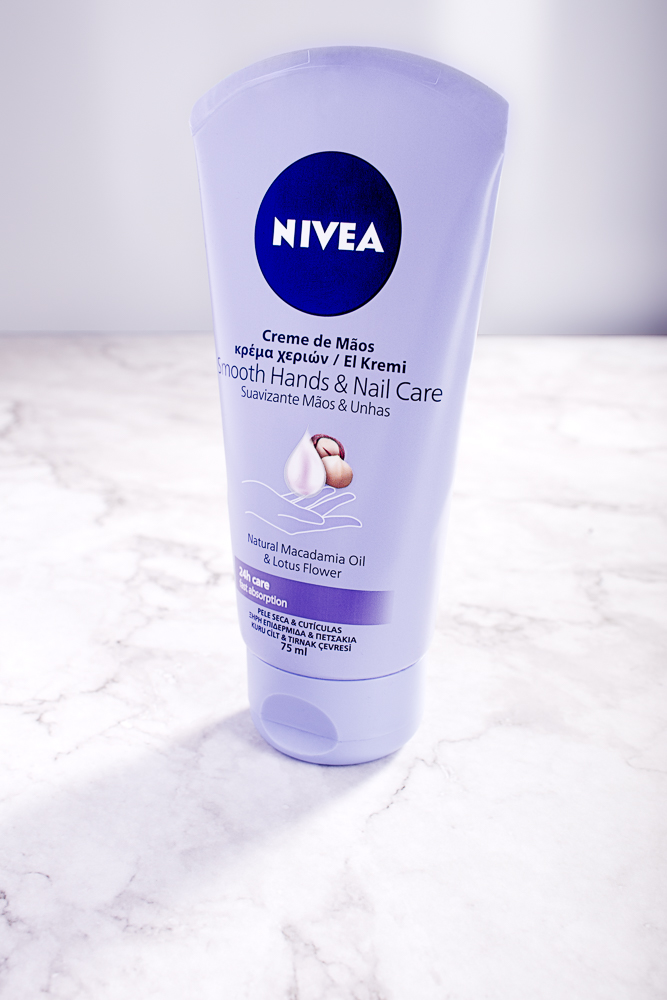 NIVEA
Creme de Mãos
κρέμα χεριών / El Kremi
Smooth Hands & Nail Care
Suavizante Mãos & Unhas
Natural Macadamia Oil
& Lotus Flower
24h care
fast absorption
PELE SECA & CUTÍCULAS
ΞΗΡΗ ΕΠΙΔΕΡΜΙΔΑ & ΠΕΤΣΑΚΙΑ
KURU CİLT & TIRNAK ÇEVRESİ
75 ml